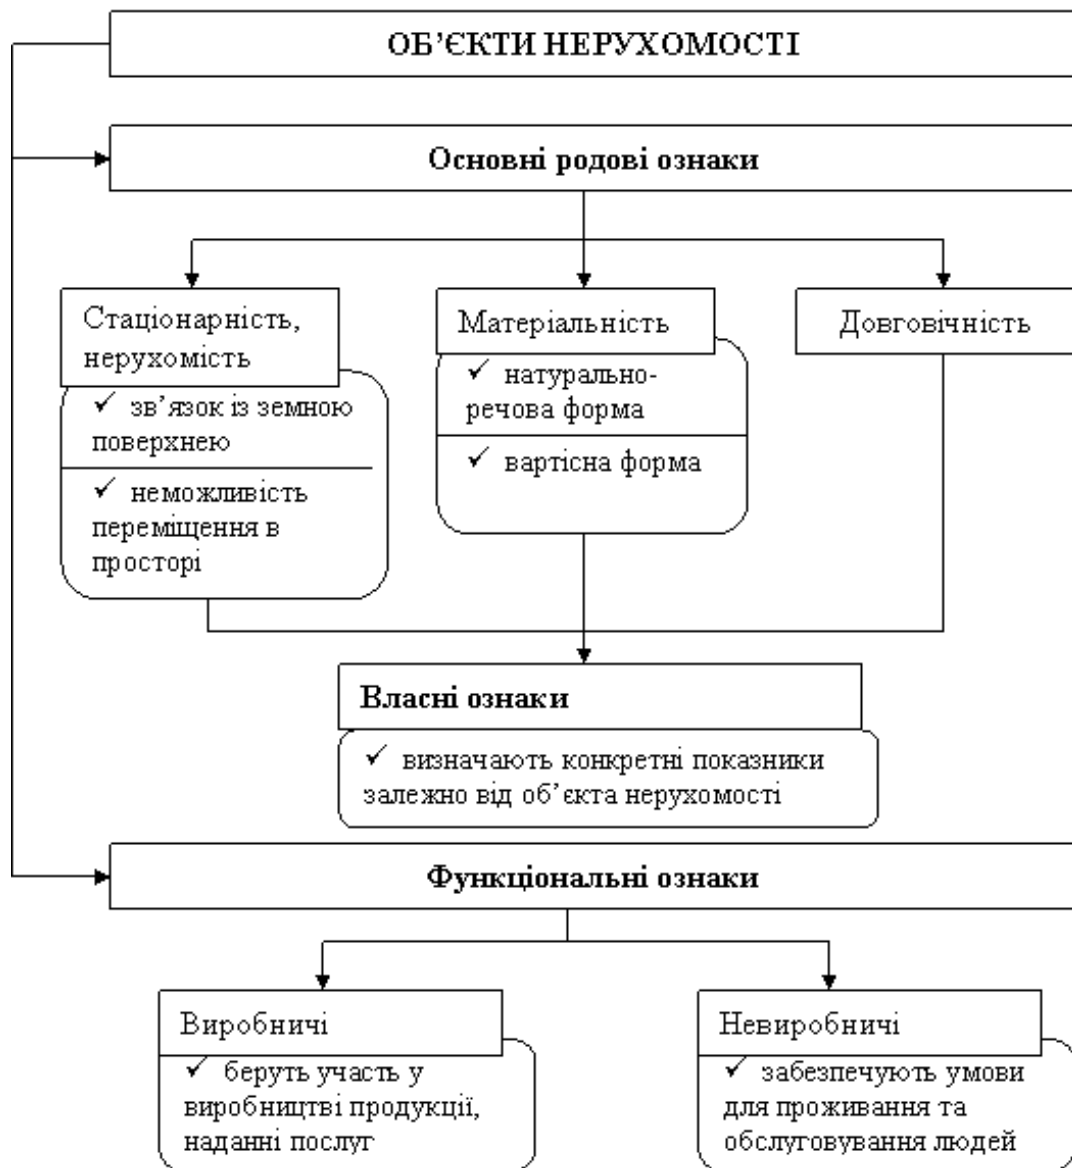 ОБ’ЄКТИ НЕРУХОМОСТІ
Основні родові ознаки
Стаціонарність,
нерухомість
✓ зв’язок із земною
поверхнею
✓ неможливість
переміщення в
просторі
Матеріальність
✓ натурально-
речова форма
✓ вартісна форма
Довговічність
Власні ознаки
✓ визначають конкретні показники
залежно від об’єкта нерухомості
Функціональні ознаки
Виробничі
✓ беруть участь у
виробництві продукції,
наданні послуг
Невиробничі
✓ забезпечують умови
для проживання та
обслуговування людей